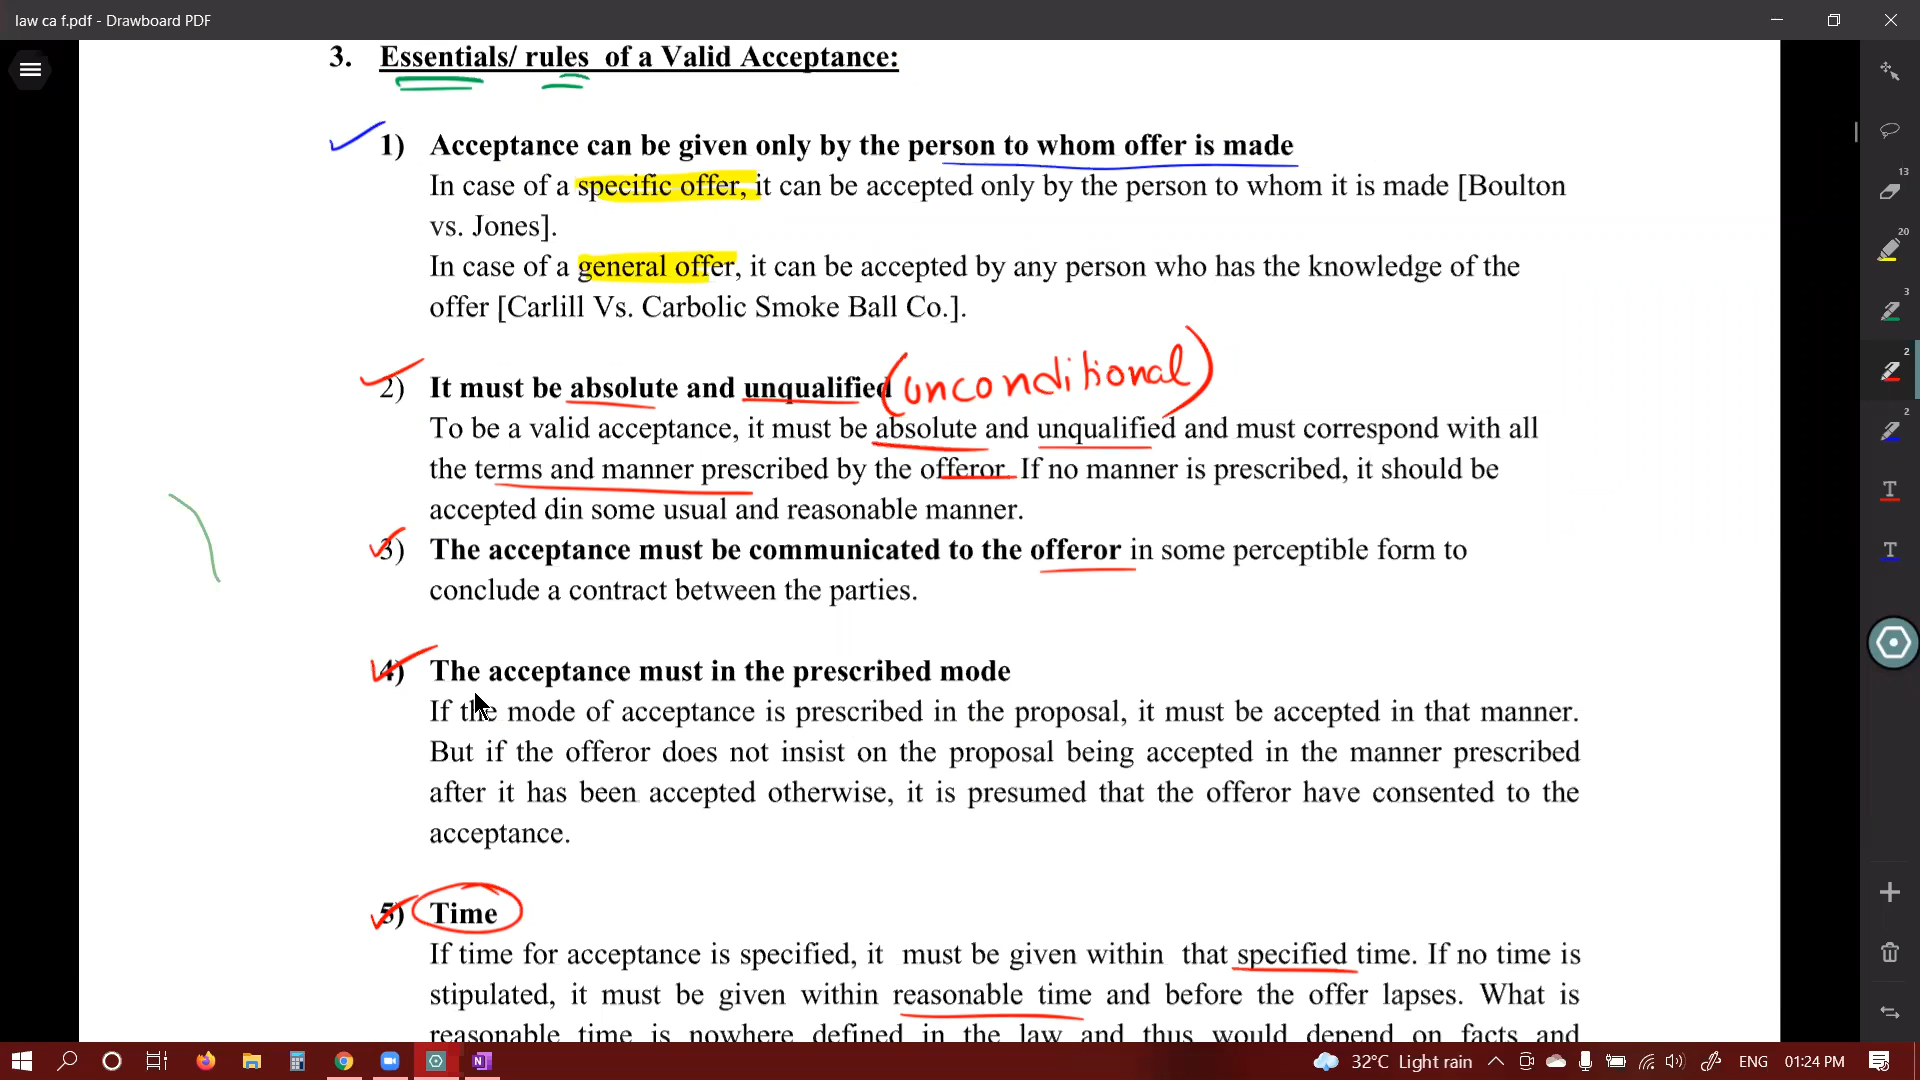 law ca f.pdf - Drawboard PDF
3. Essentials/ rules of a Valid Acceptance:
1) Acceptance can be given only by the person to whom offer is made
In case of a specific offer, it can be accepted only by the person to whom it is made [Boulton
vs. Jones].
In case of a general offer, it can be accepted by any person who has the knowledge of the
offer [Carlill Vs. Carbolic Smoke Ball Co.].
2) It must be absolute and unqualified (unconditional)
To be a valid acceptance, it must be absolute and unqualified and must correspond with all
the terms and manner prescribed by the offeror. If no manner is prescribed, it should be
accepted din some usual and reasonable manner.
3) The acceptance must be communicated to the offeror in some perceptible form to
conclude a contract between the parties.
4) The acceptance must in the prescribed mode
If the mode of acceptance is prescribed in the proposal, it must be accepted in that manner.
But if the offeror does not insist on the proposal being accepted in the manner prescribed
after it has been accepted otherwise, it is presumed that the offeror have consented to the
acceptance.
5) Time
If time for acceptance is specified, it must be given within that specified time. If no time is
stipulated, it must be given within reasonable time and before the offer lapses. What is
reasonable time is nowhere defined in the law and thus would depend on facts and
13
20
3
2
2
T
T
32°C Light rain
ENG
01:24 PM